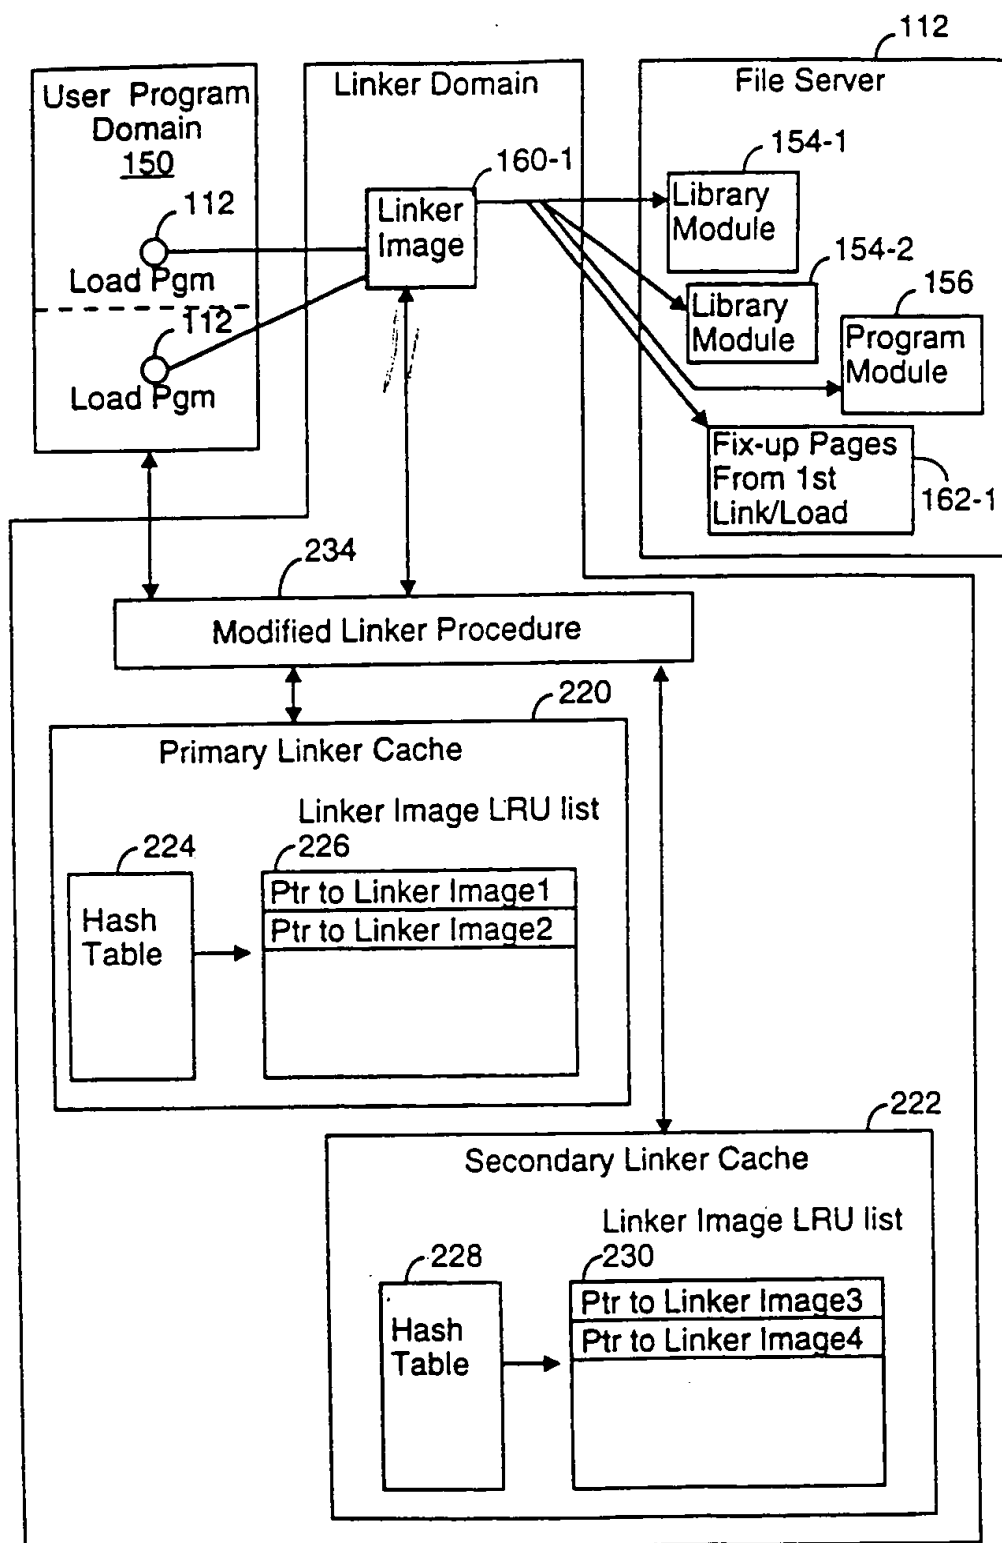 112
User Program
Domain
150
Linker Domain
File Server
160-1
154-1
Linker
Image
Library
Module
112
Load Pgm
154-2
Library
Module
156
Program
Module
112
Load Pgm
Fix-up Pages
From 1st
Link/Load
162-1
234
Modified Linker Procedure
220
Primary Linker Cache
Linker Image LRU list
224
226
Hash
Table
Ptr to Linker Image1
Ptr to Linker Image2
222
Secondary Linker Cache
Linker Image LRU list
228
230
Hash
Table
Ptr to Linker Image3
Ptr to Linker Image4